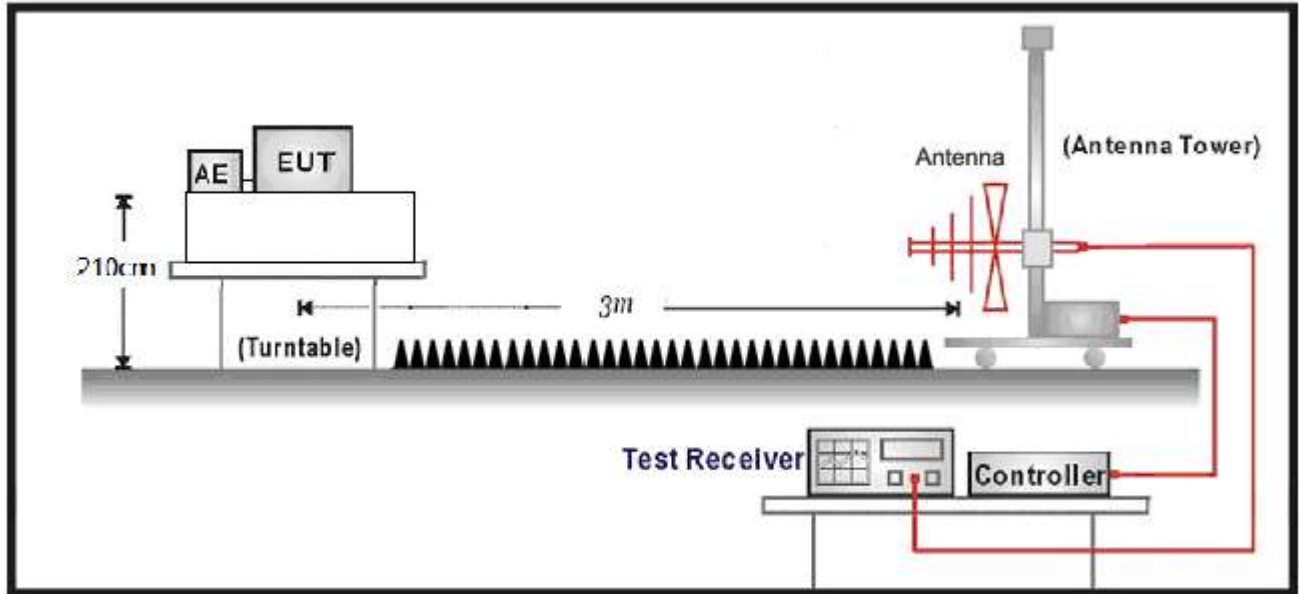 Antenna
(Antenna Tower)
AE
EUT
210cm
3m
(Turntable)
Test Receiver
Controller